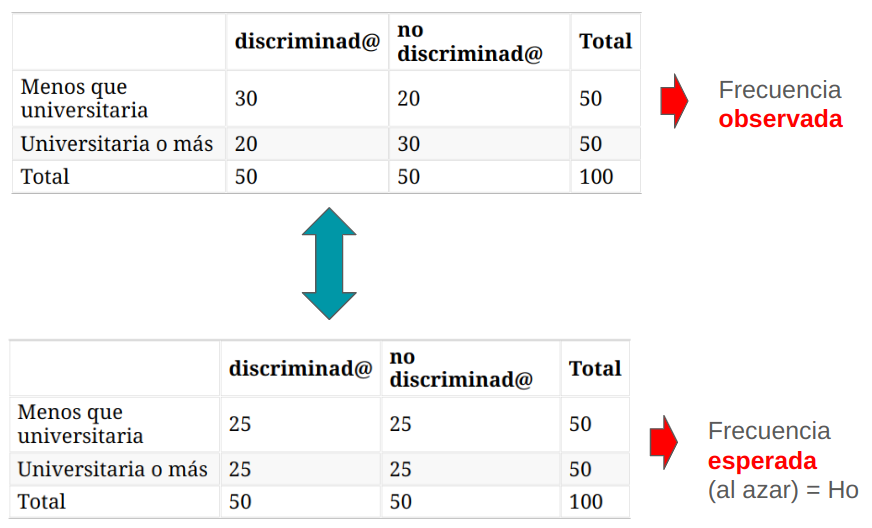 discriminad@ no discriminad@ Total
Menos que universitaria 30 20 50
Universitaria o más 20 30 50
Total 50 50 100
Frecuencia
observada
discriminad@ no discriminad@ Total
Menos que universitaria 25 25 50
Universitaria o más 25 25 50
Total 50 50 100
Frecuencia
esperada
(al azar) = Ho